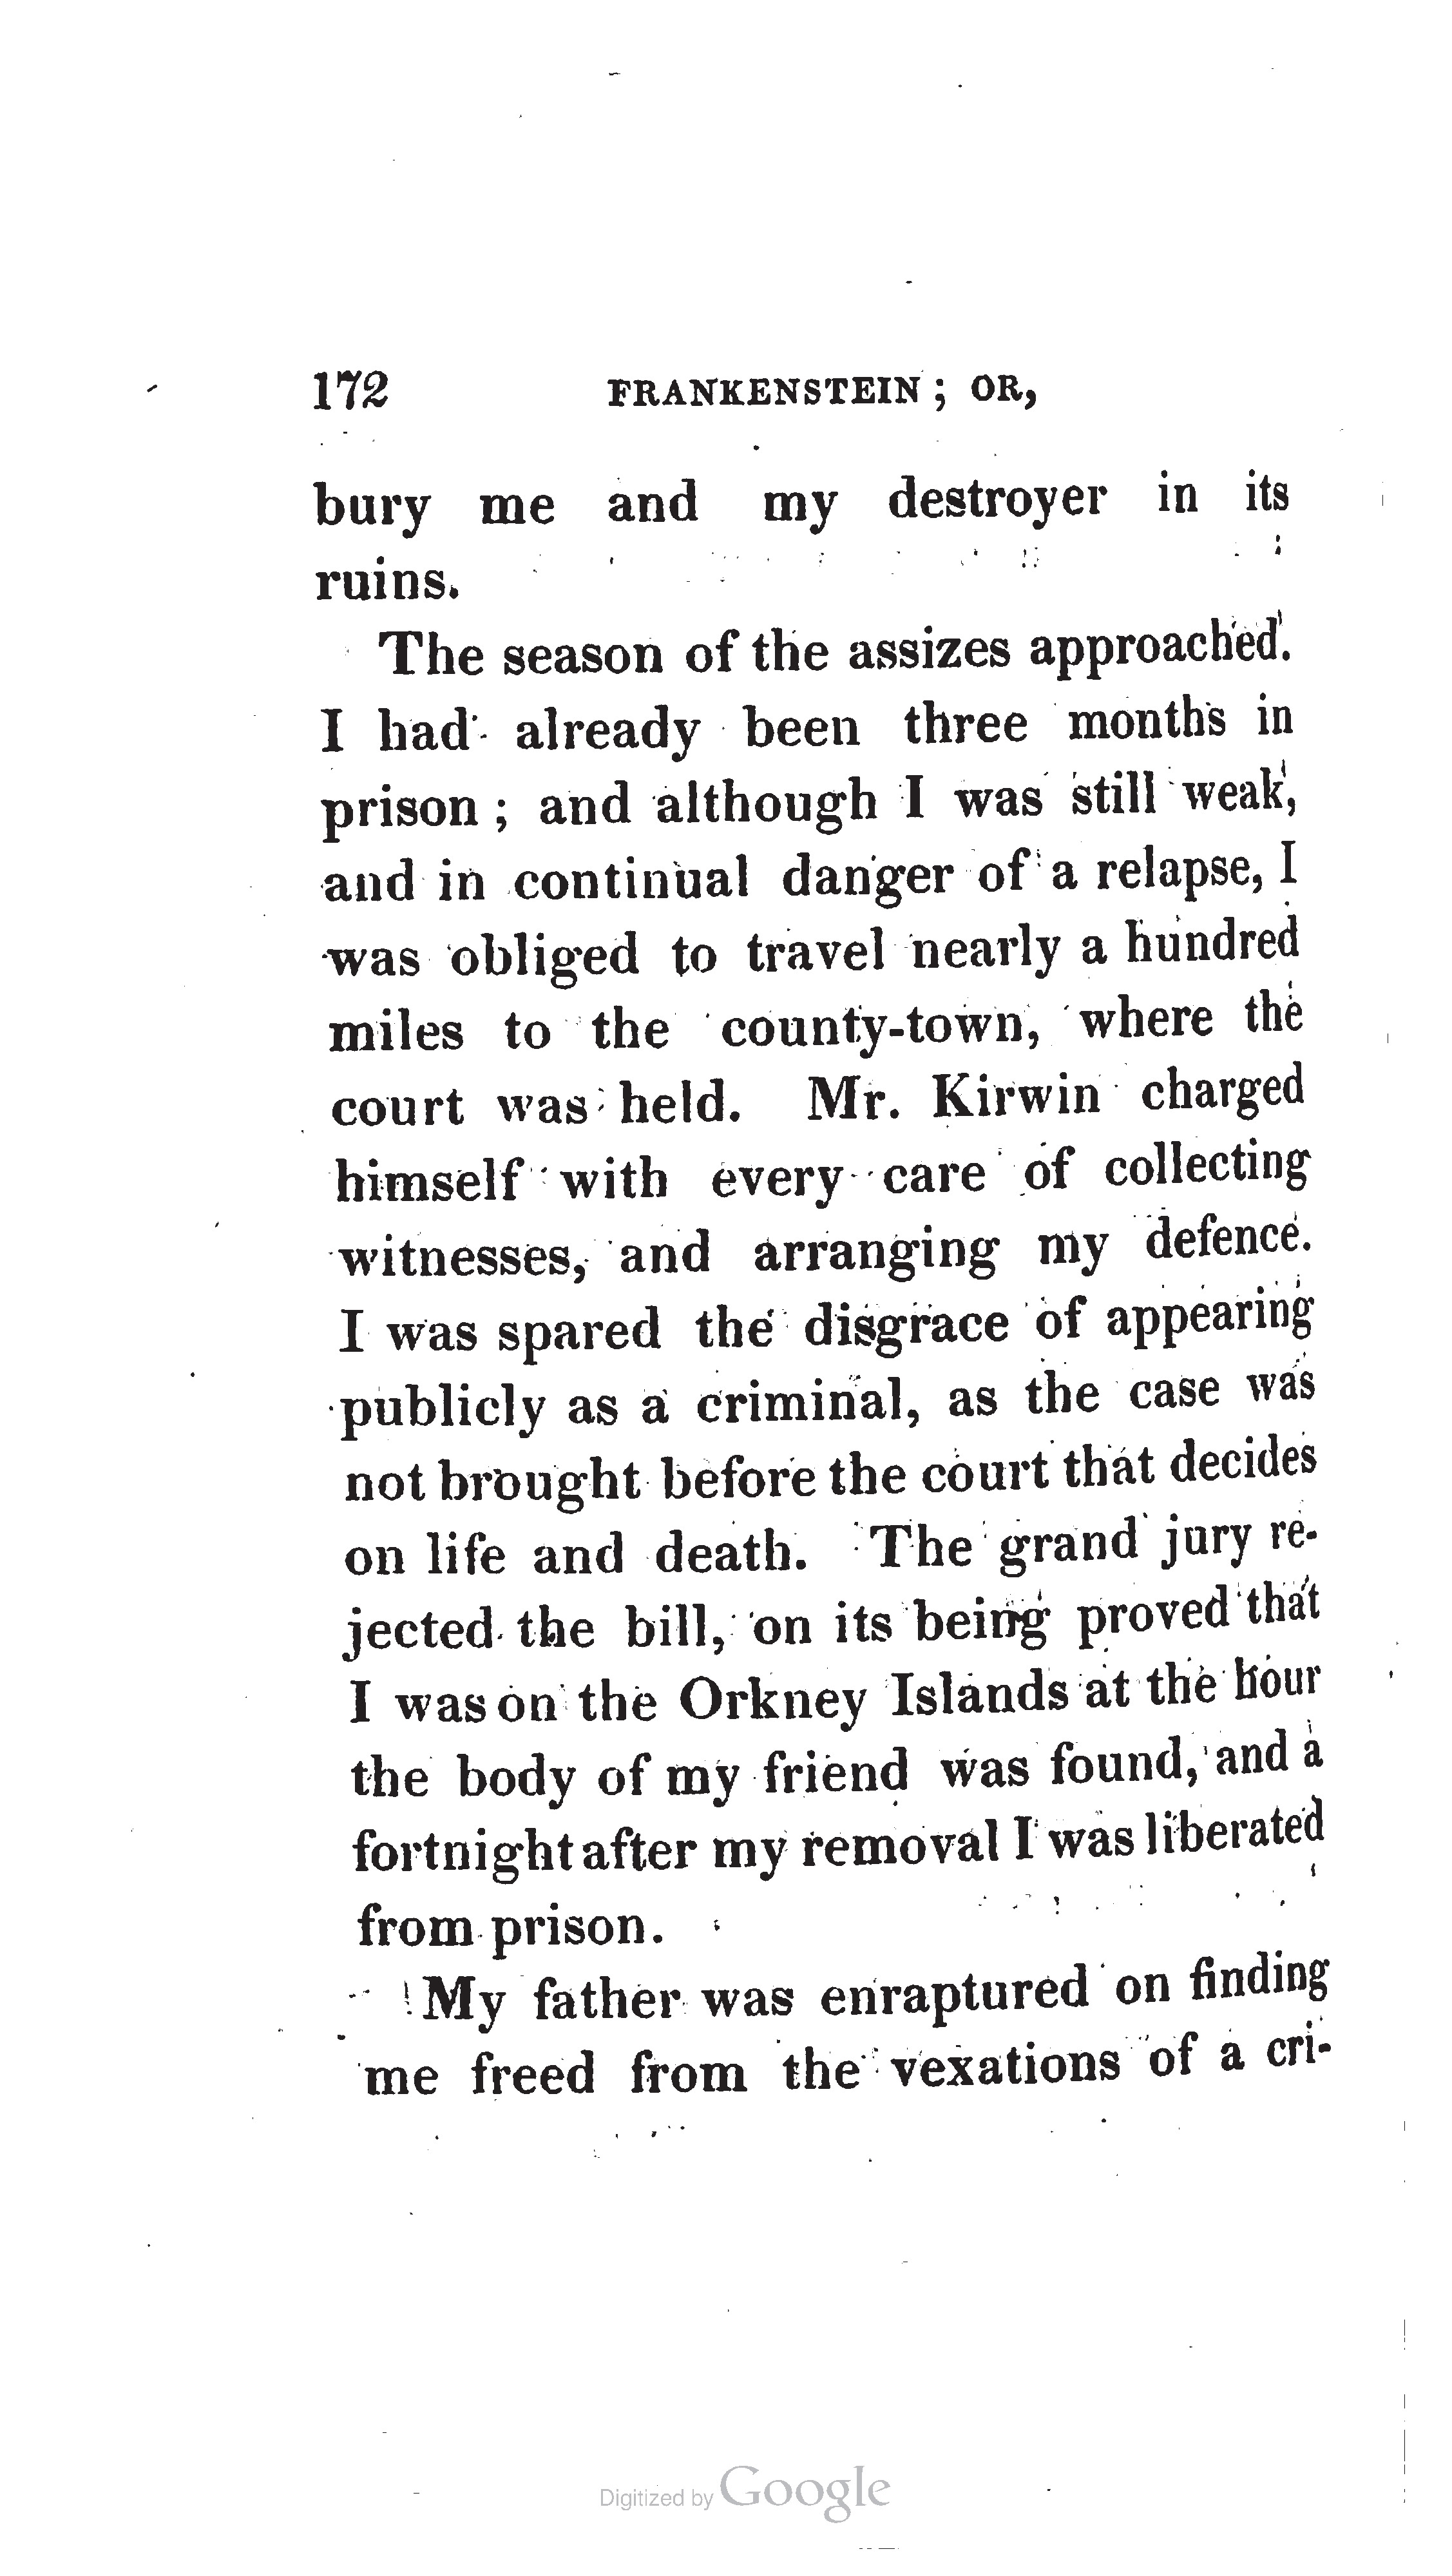 172 FRANKENSTEIN; OR,
bury me and my destroyer in its
ruins.
The season of the assizes approached.
I had already been three months in
prison; and although I was still weak,
and in continual danger of a relapse, I
was obliged to travel nearly a hundred
miles to the county-town, where the
court was held. Mr. Kirwin charged
himself with every care of collecting
witnesses, and arranging my defence.
I was spared the disgrace of appearing
publicly as a criminal, as the case was
not brought before the court that decides
on life and death. The grand jury re-
jected the bill, on its being proved that
I was on the Orkney Islands at the hour
the body of my friend was found, and a
fortnight after my removal I was liberated
from prison.
My father was enraptured on finding
me freed from the vexations of a cri-
Digitized by Google